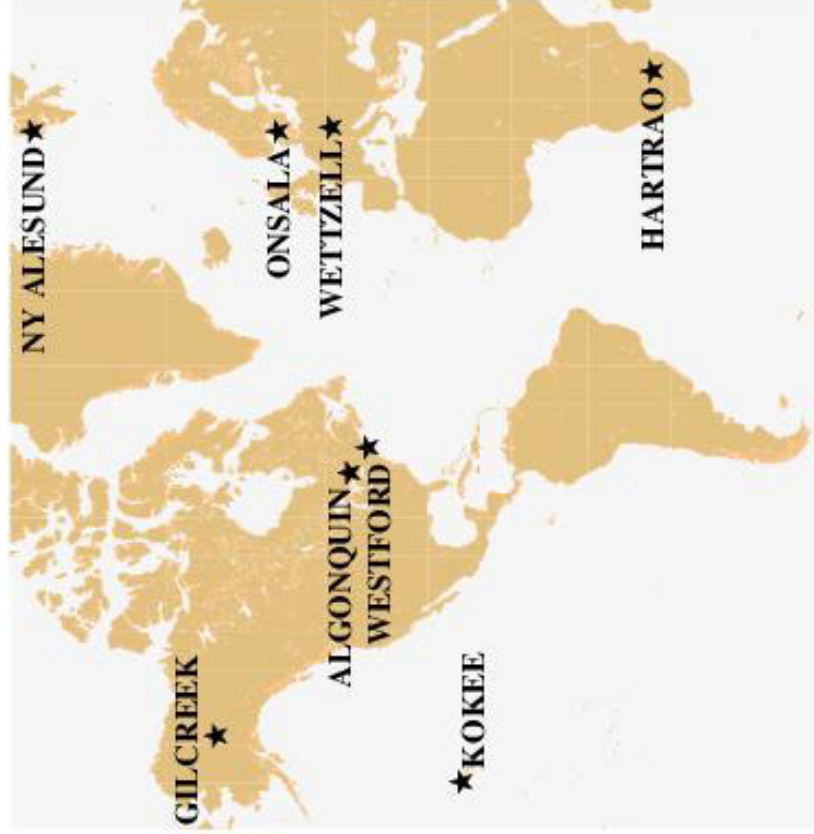 NY ALESUND
GILCREEK
ONSALA
WETTZELL
ALGONQUIN
WESTFORD
KOKEE
HARTRAO